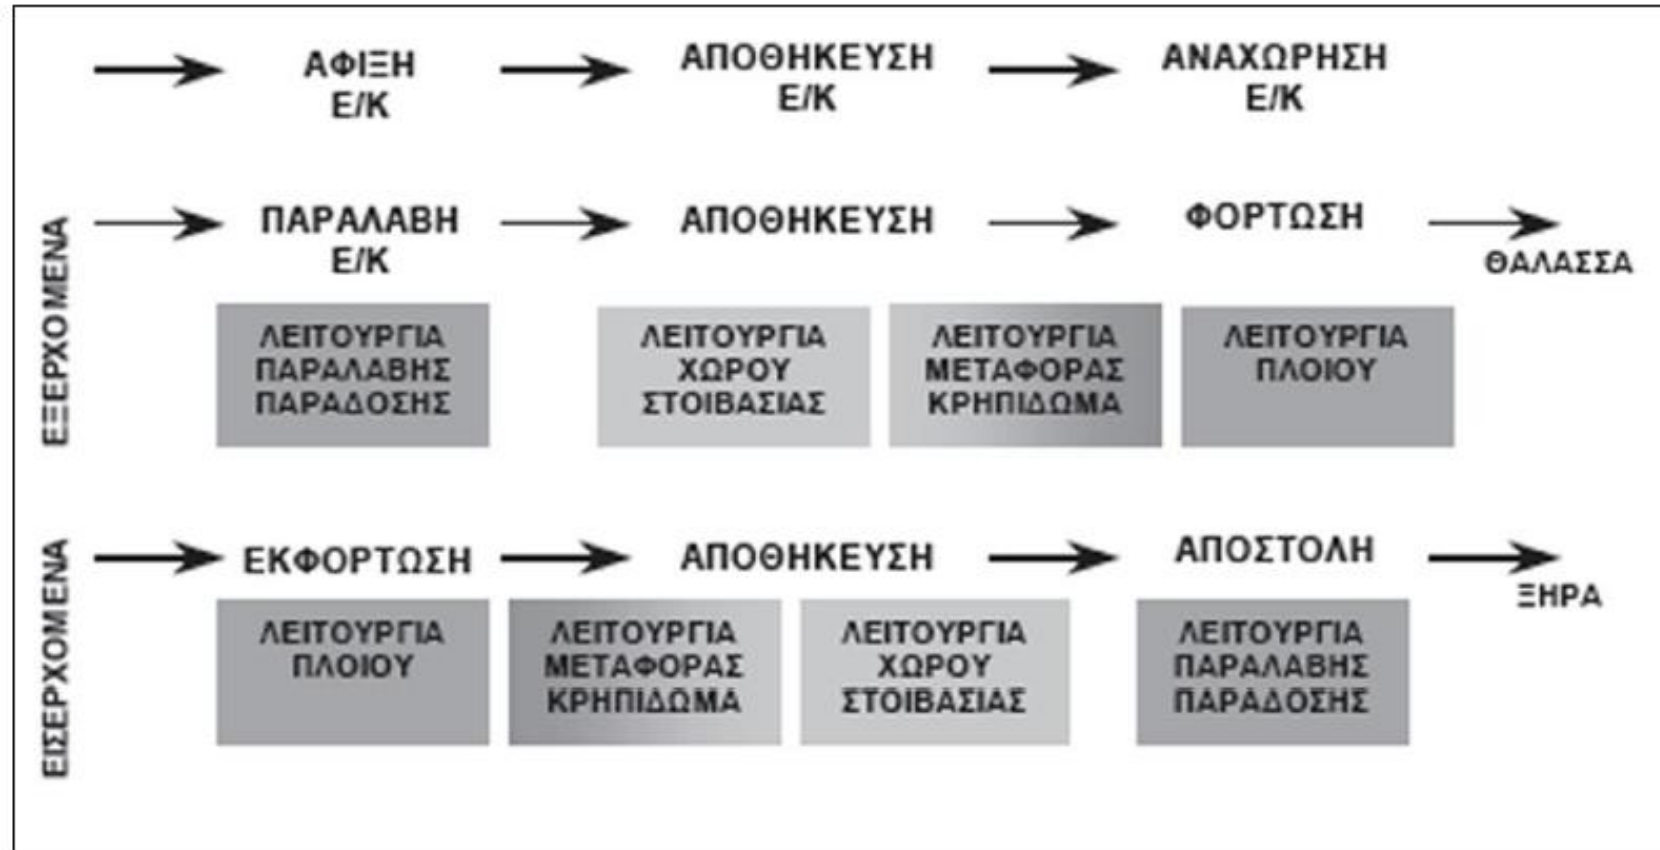 ΑΦΙΞΗ
Ε/Κ
ΑΠΟΘΗΚΕΥΣΗ
Ε/Κ
ΑΝΑΧΩΡΗΣΗ
Ε/Κ
ΕΞΕΡΧΟΜΕΝΑ
ΠΑΡΑΛΑΒΗ
Ε/Κ
ΑΠΟΘΗΚΕΥΣΗ
ΦΟΡΤΩΣΗ
ΘΑΛΑΣΣΑ
ΛΕΙΤΟΥΡΓΙΑ
ΠΑΡΑΛΑΒΗΣ
ΠΑΡΑΔΟΣΗΣ
ΛΕΙΤΟΥΡΓΙΑ
ΧΩΡΟΥ
ΣΤΟΙΒΑΣΙΑΣ
ΛΕΙΤΟΥΡΓΙΑ
ΜΕΤΑΦΟΡΑΣ
ΚΡΗΠΙΔΩΜΑ
ΛΕΙΤΟΥΡΓΙΑ
ΠΛΟΙΟΥ
ΕΙΣΕΡΧΟΜΕΝΑ
ΕΚΦΟΡΤΩΣΗ
ΑΠΟΘΗΚΕΥΣΗ
ΑΠΟΣΤΟΛΗ
ΞΗΡΑ
ΛΕΙΤΟΥΡΓΙΑ
ΠΛΟΙΟΥ
ΛΕΙΤΟΥΡΓΙΑ
ΜΕΤΑΦΟΡΑΣ
ΚΡΗΠΙΔΩΜΑ
ΛΕΙΤΟΥΡΓΙΑ
ΧΩΡΟΥ
ΣΤΟΙΒΑΣΙΑΣ
ΛΕΙΤΟΥΡΓΙΑ
ΠΑΡΑΛΑΒΗΣ
ΠΑΡΑΔΟΣΗΣ